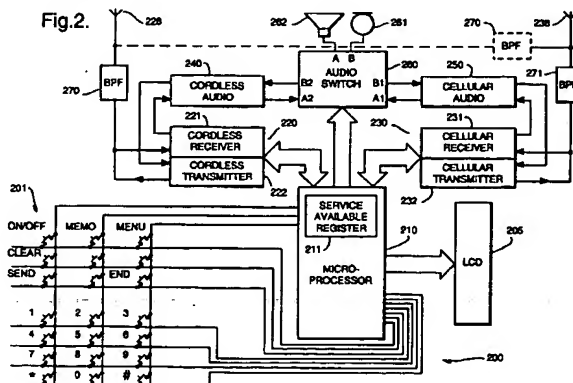 Fig.2.
228
262
261
238
270
BPF
A B
AUDIO
SWITCH
260
BPF
270
240
CORDLESS
AUDIO
B2
A2
B1
A1
250
CELLULAR
AUDIO
271
BPF
221
CORDLESS
RECEIVER
220
CORDLESS
TRANSMITTER
222
230
231
CELLULAR
RECEIVER
CELLULAR
TRANSMITTER
232
201
ON/OFF MEMO MENU
CLEAR
SEND END
SERVICE
AVAILABLE
REGISTER
211
210
MICRO-
PROCESSOR
205
LCD
1 2 3
4 5 6
7 8 9
* 0 #
200